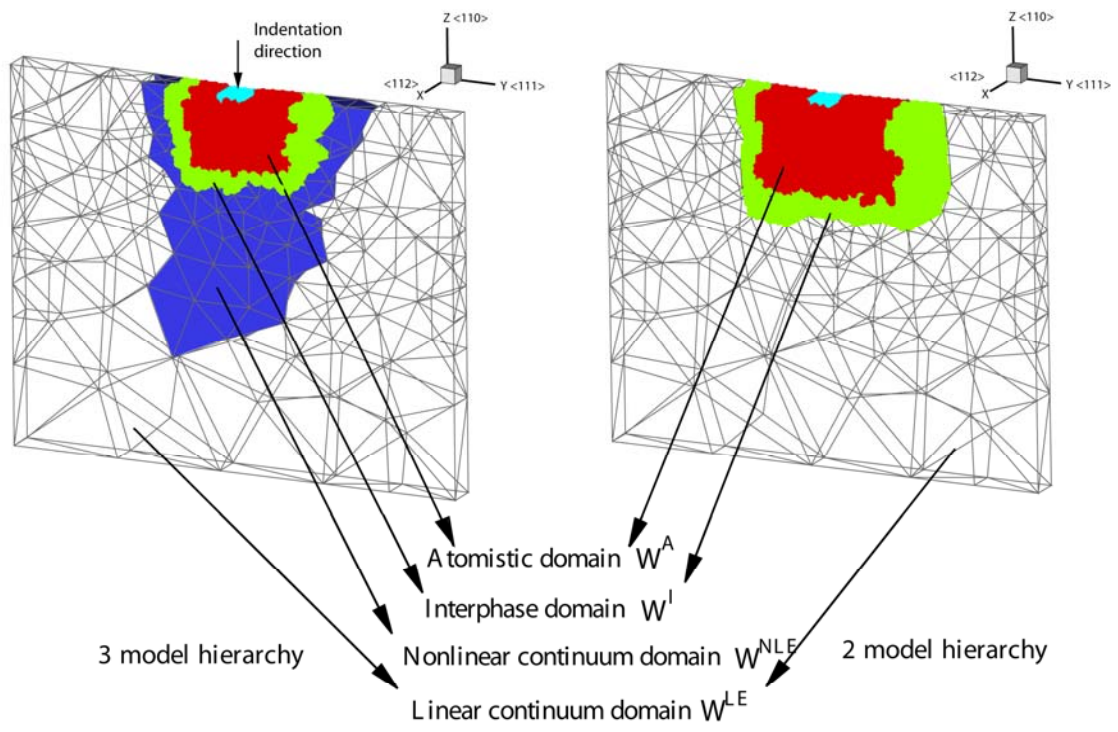 Indentation
direction
Z <110>
<112>
X
Y <111>
Z <110>
<112>
X
Y <111>
Atomistic domain W^A
Interphase domain W^I
3 model hierarchy
Nonlinear continuum domain W^NLE
2 model hierarchy
Linear continuum domain W^LE